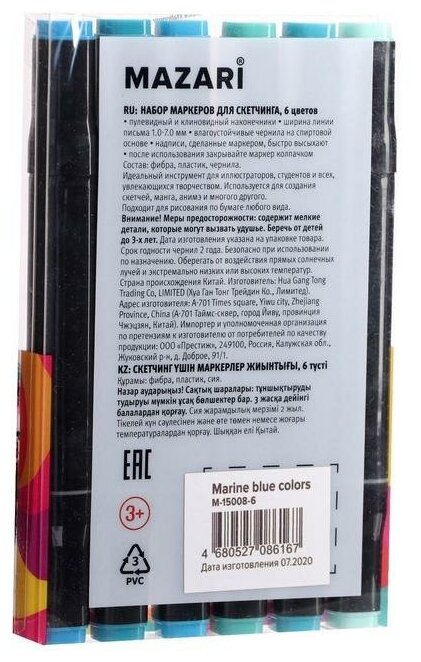 MAZARI®
RU: НАБОР МАРКЕРОВ ДЛЯ СКЕТЧИНГА, 6 цветов
• пулевидный и клиновидный наконечники • ширина линии
письма 1.0-7.0 мм • влагоустойчивые чернила на спиртовой
основе • надписи, сделанные маркером, быстро высыхают
• после использования закрывайте маркер колпачком
Состав: фибра, пластик, чернила.
Идеальный инструмент для иллюстраторов, студентов и всех,
увлекающихся творчеством. Используется для создания
скетчей, манга, анимэ и многого другого.
Подходит для рисования по бумаге любого вида.
Внимание! Меры предосторожности: содержит мелкие
детали, которые могут вызвать удушье. Беречь от детей
до 3-х лет. Дата изготовления указана на упаковке товара.
Срок годности чернил 2 года. Безопасно при использовании
по назначению. Оберегать от воздействия прямых солнечных
лучей и экстремально низких или высоких температур.
Страна происхождения Китай. Изготовитель: Hua Gang Tong
Trading Co., LIMITED (Хуа Ган Тонг Трейдин Ко., Лимитед).
Адрес изготовителя: A-701 Times square, Yiwu city, Zhejiang
Province, China (А-701 Таймс-сквер, город Йиву, провинция
Чжэцзян, Китай). Импортер и уполномоченная организация
по претензиям к изготовителю от потребителей по качеству
продукции: ООО «Престиж», 249100, Россия, Калужская обл.,
Жуковский р-н, д. Доброе, 91/1.
KZ: СКЕТЧИНГ ҮШІН МАРКЕРЛЕР ЖИЫНТЫҒЫ, 6 түсті
Құрамы: фибра, пластик, сия.
Назар аударыңыз! Сақтық шаралары: тұншықтыруды
тудыруы мүмкін ұсақ бөлшектер бар. 3 жасқа дейінгі
балалардан қорғау. Сия жарамдылық мерзімі 2 жыл.
Тікелей күн сәулесінен және өте төмен немесе жоғары
температуралардан қорғау. Шыққан елі Қытай.
EAC
3+
3
PVC
Marine blue colors
M-15008-6
4 680527 086167
Дата изготовления 07.2020